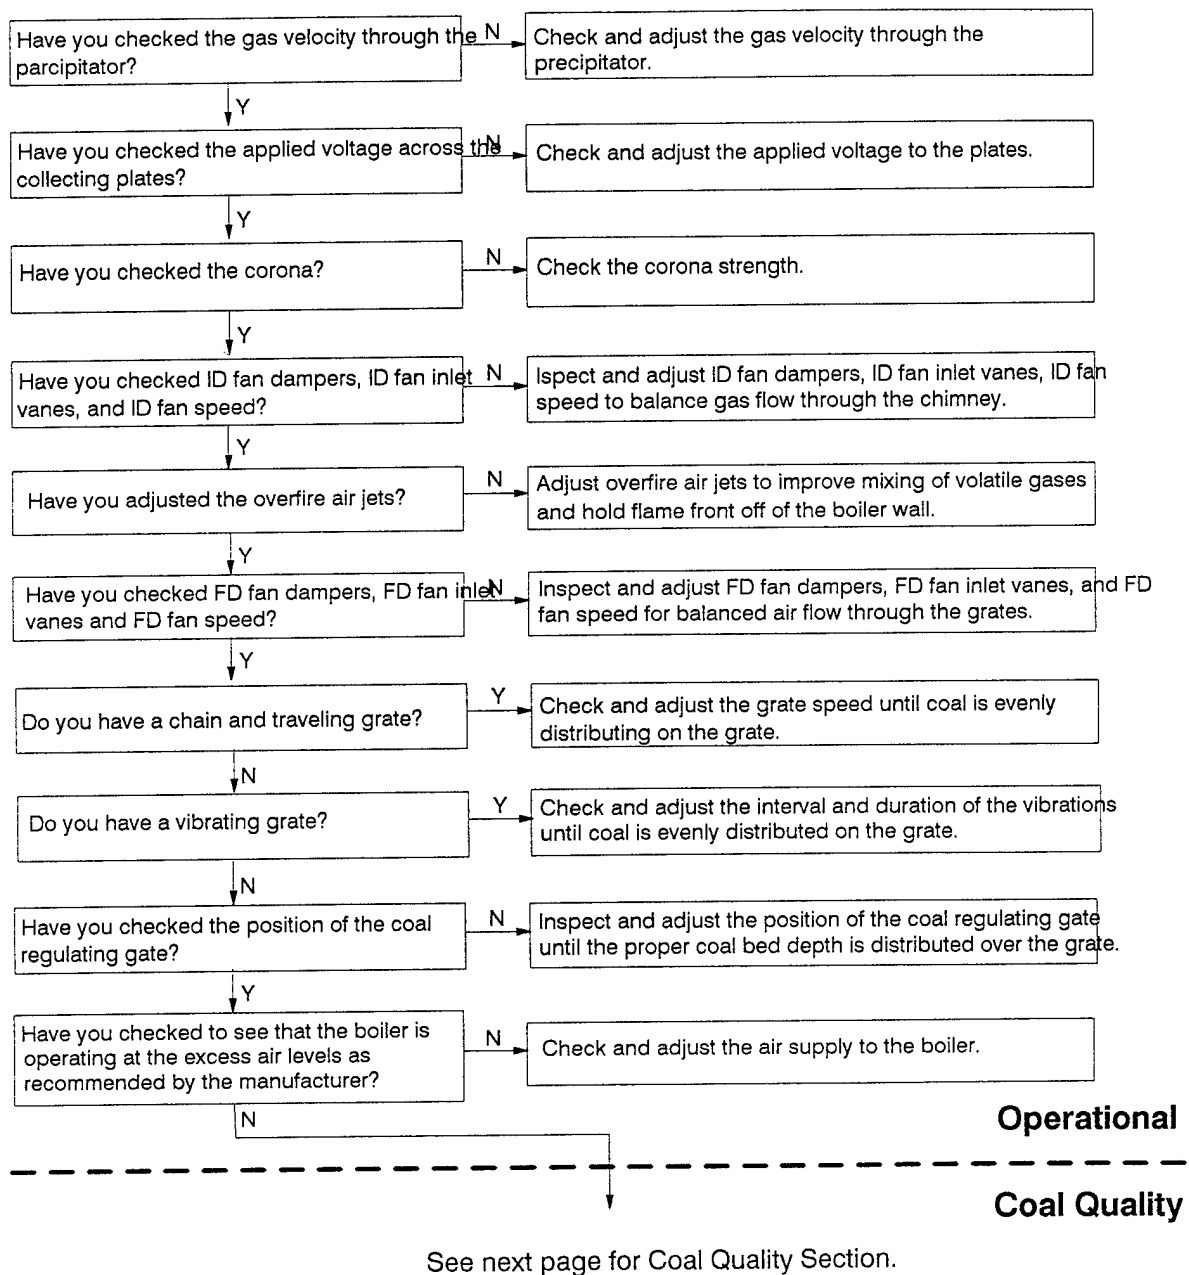 Have you checked the gas velocity through the
parcipitator?
N
Check and adjust the gas velocity through the
precipitator.
Y
Have you checked the applied voltage across the
collecting plates?
N
Check and adjust the applied voltage to the plates.
Y
Have you checked the corona?
N
Check the corona strength.
Y
Have you checked ID fan dampers, ID fan inlet
vanes, and ID fan speed?
N
Ispect and adjust ID fan dampers, ID fan inlet vanes, ID fan
speed to balance gas flow through the chimney.
Y
Have you adjusted the overfire air jets?
N
Adjust overfire air jets to improve mixing of volatile gases
and hold flame front off of the boiler wall.
Y
Have you checked FD fan dampers, FD fan inlet
vanes and FD fan speed?
N
Inspect and adjust FD fan dampers, FD fan inlet vanes, and FD
fan speed for balanced air flow through the grates.
Y
Do you have a chain and traveling grate?
Y
Check and adjust the grate speed until coal is evenly
distributing on the grate.
N
Do you have a vibrating grate?
Y
Check and adjust the interval and duration of the vibrations
until coal is evenly distributed on the grate.
N
Have you checked the position of the coal
regulating gate?
N
Inspect and adjust the position of the coal regulating gate
until the proper coal bed depth is distributed over the grate.
Y
Have you checked to see that the boiler is
operating at the excess air levels as
recommended by the manufacturer?
N
Check and adjust the air supply to the boiler.
N
Operational
Coal Quality
See next page for Coal Quality Section.